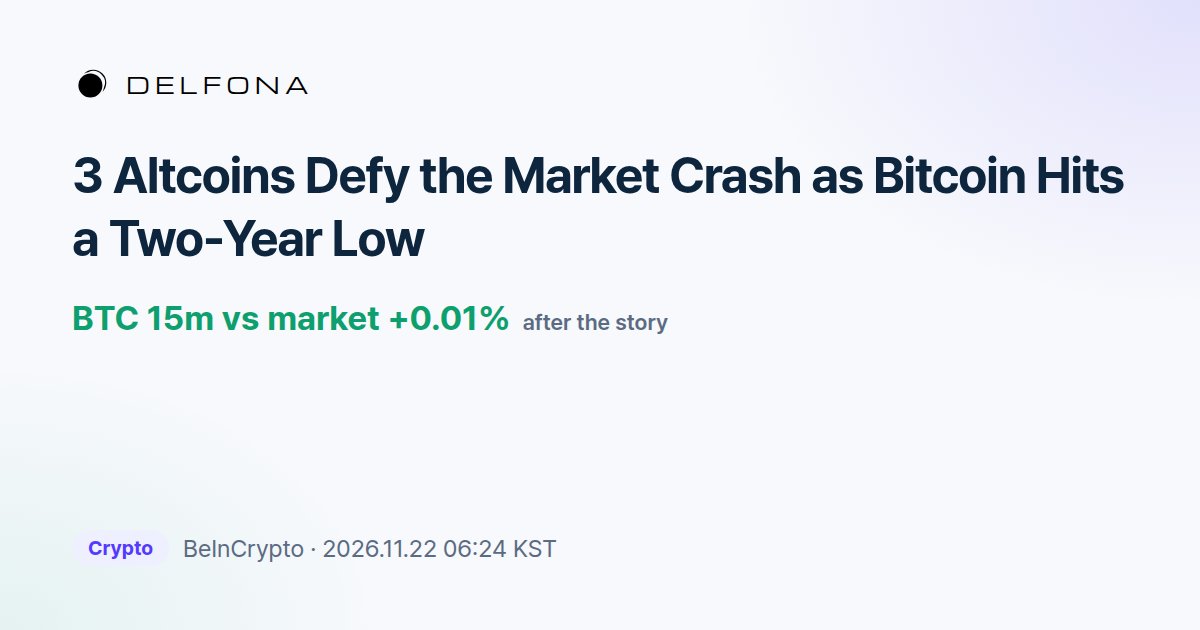 DELFONA
3 Altcoins Defy the Market Crash as Bitcoin Hits
a Two-Year Low
BTC 15m vs market +0.01% after the story
Crypto BeInCrypto · 2026.11.22 06:24 KST